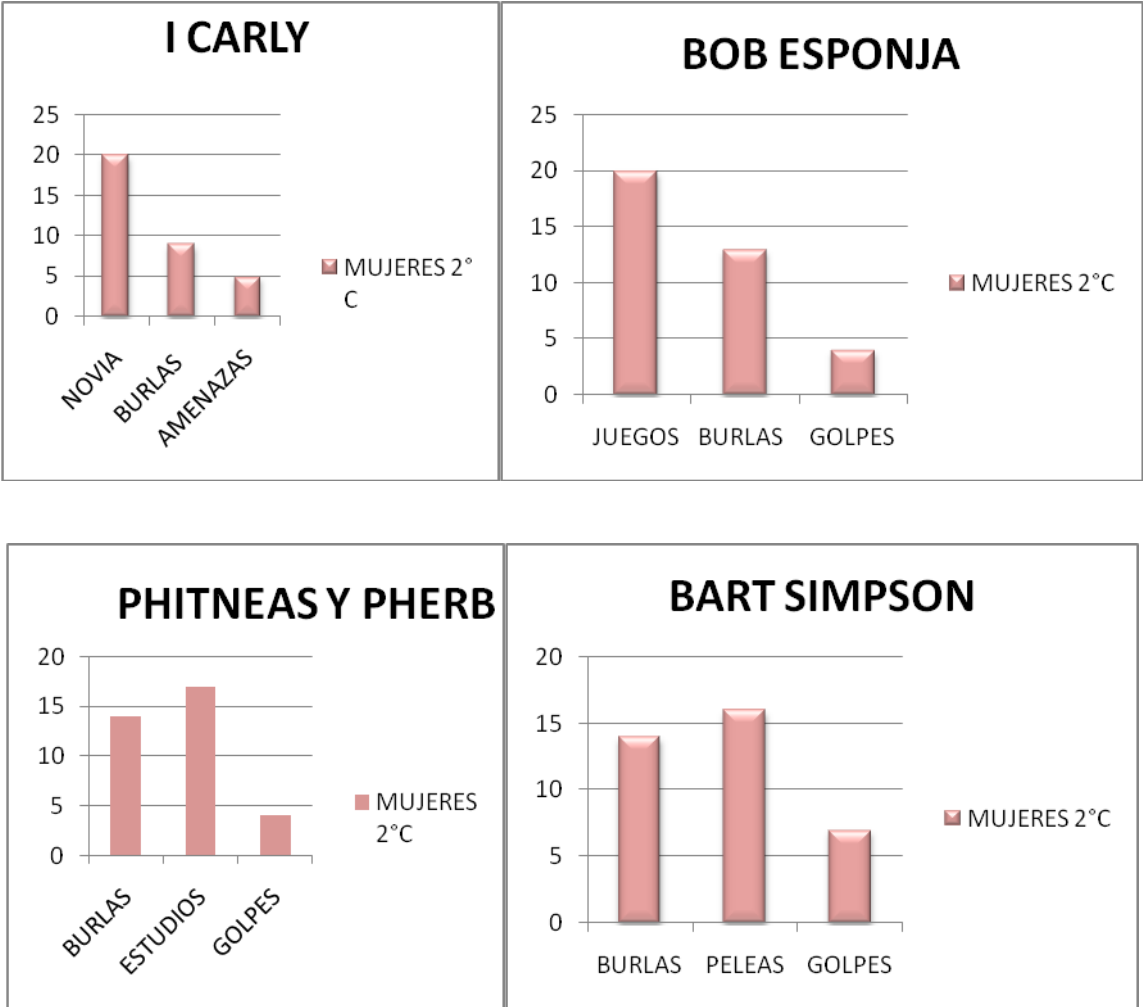 I CARLY
25
20
15
10
5
0
NOVIA
BURLAS
AMENAZAS
MUJERES 2°
C
BOB ESPONJA
25
20
15
10
5
0
JUEGOS BURLAS GOLPES
MUJERES 2°C
PHITNEAS Y PHERB
20
15
10
5
0
BURLAS
ESTUDIOS
GOLPES
MUJERES
2°C
BART SIMPSON
20
15
10
5
0
BURLAS PELEAS GOLPES
MUJERES 2°C